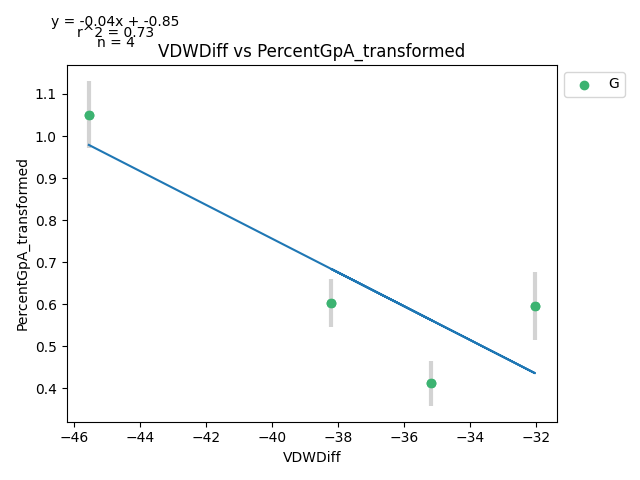 y = -0.04x + -0.85
r^2 = 0.73
n = 4
VDWDiff vs PercentGpA_transformed
G
PercentGpA_transformed
1.1
1.0
0.9
0.8
0.7
0.6
0.5
0.4
−46
−44
−42
−40
−38
−36
−34
−32
VDWDiff